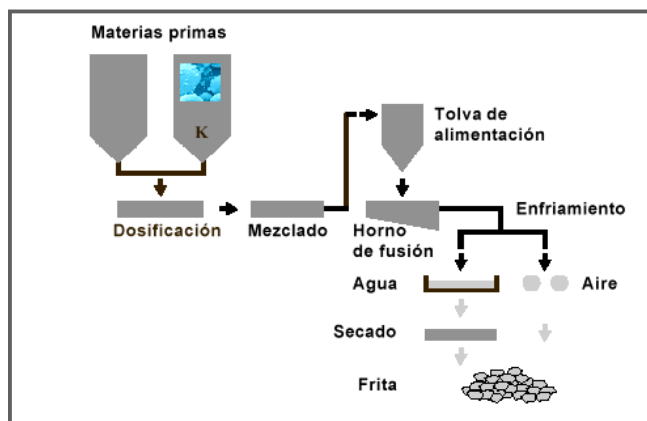 Materias primas
K
Tolva de
alimentación
Dosificación
Mezclado
Horno
de fusión
Enfriamiento
Agua
Aire
Secado
Frita